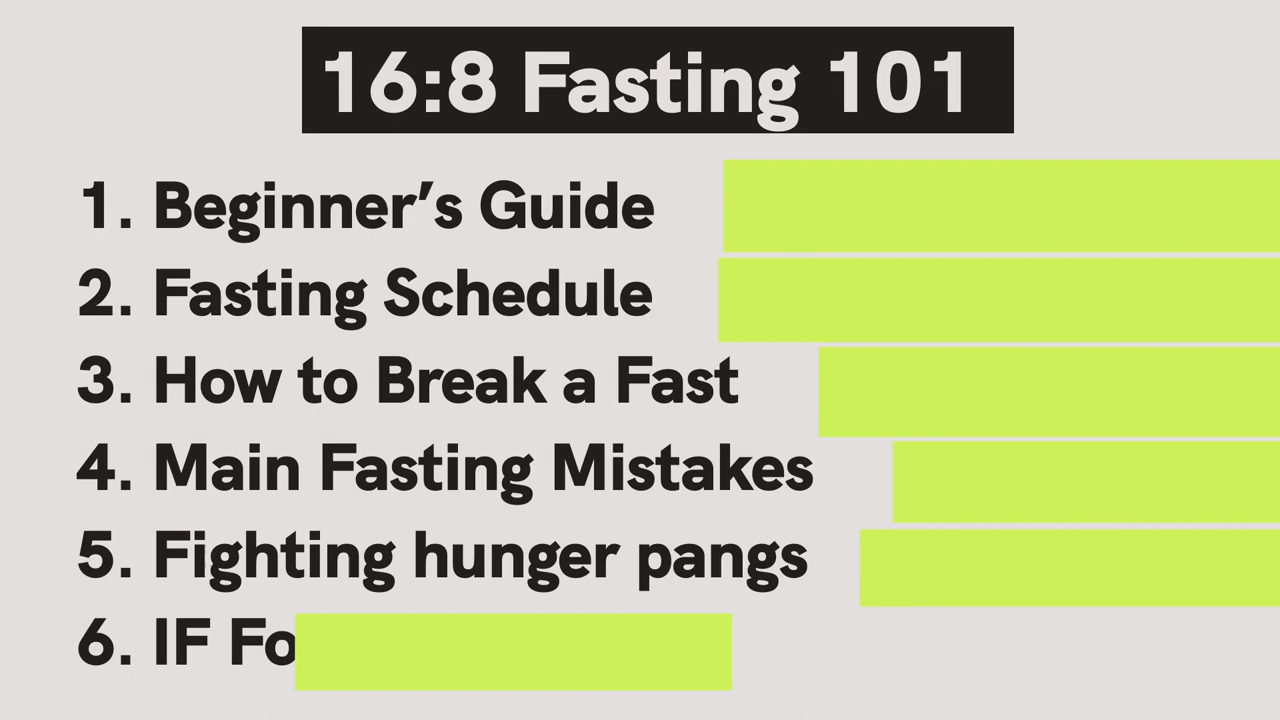 16:8 Fasting 101
1. Beginner’s Guide
2. Fasting Schedule
3. How to Break a Fast
4. Main Fasting Mistakes
5. Fighting hunger pangs
6. IF